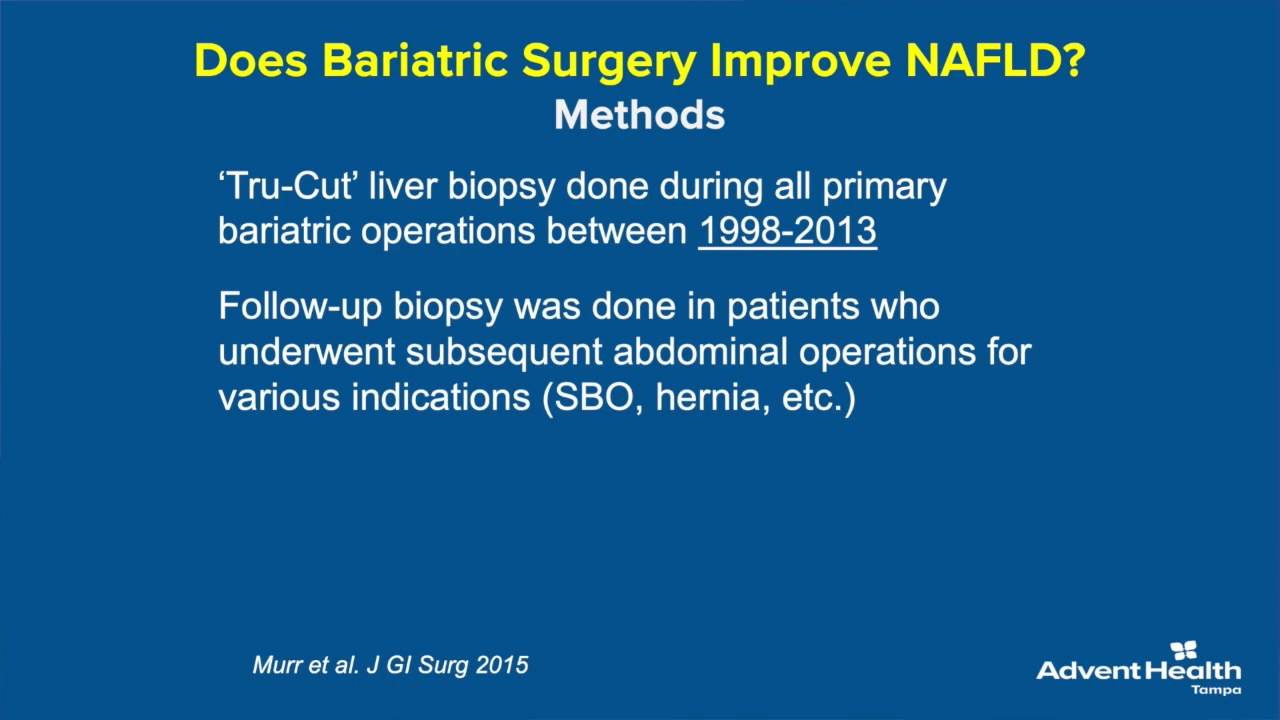 Does Bariatric Surgery Improve NAFLD?
Methods
‘Tru-Cut’ liver biopsy done during all primary
bariatric operations between 1998-2013
Follow-up biopsy was done in patients who
underwent subsequent abdominal operations for
various indications (SBO, hernia, etc.)
Murr et al. J GI Surg 2015
AdventHealth
Tampa